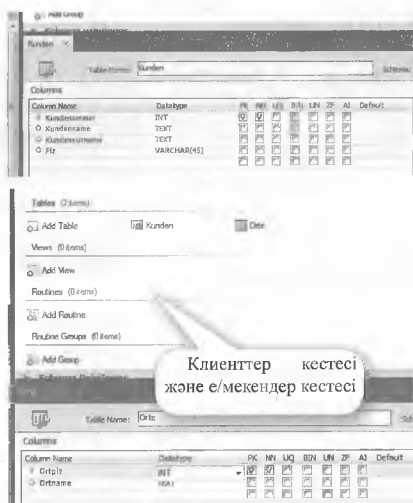 Add Group
Kunden
Table Name: Kunden Schema:
Columns
Column Name Datatype PK NN UQ BIN UN ZF AI Default
Kundennummer INT
Kundenname TEXT
Kundenvorname TEXT
Plz VARCHAR(45)
Tables (2 items)
Add Table Kunden Orte
Views (0 items)
Add View
Routines (0 items)
Add Routine
Routine Groups (0 items)
Add Group
Клиенттер кестесі
және е/мекендер кестесі
Table Name: Orte
Columns
Column Name Datatype PK NN UQ BIN UN ZF AI Default
Ortplz INT
Ortname TEXT